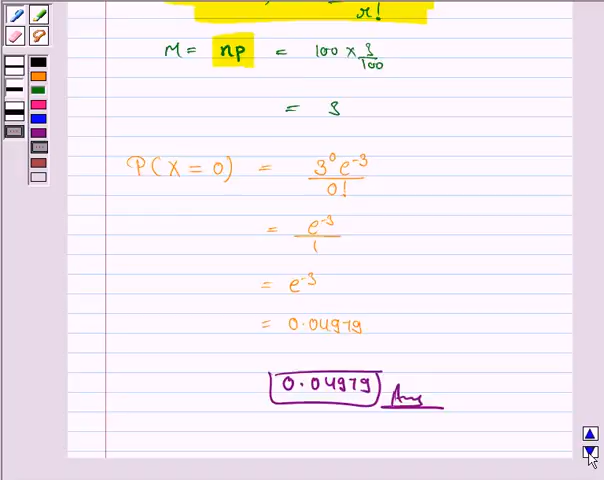 r!
M = np = 100 × 3/100
= 3
P(X = 0) = 3⁰e⁻³/0!
= e⁻³/1
= e⁻³
= 0.04979
0.04979 Ans